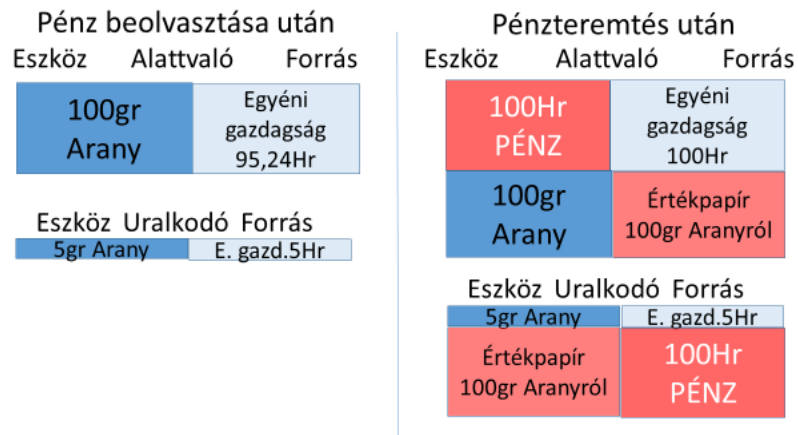 Pénz beolvasztása után
Eszköz Alattvaló Forrás
100gr
Arany
Egyéni
gazdagság
95,24Hr
Eszköz Uralkodó Forrás
5gr Arany
E. gazd.5Hr
Pénzteremtés után
Eszköz Alattvaló Forrás
100Hr
PÉNZ
Egyéni
gazdagság
100Hr
100gr
Arany
Értékpapír
100gr Aranyról
Eszköz Uralkodó Forrás
5gr Arany
E. gazd.5Hr
Értékpapír
100gr Aranyról
100Hr
PÉNZ